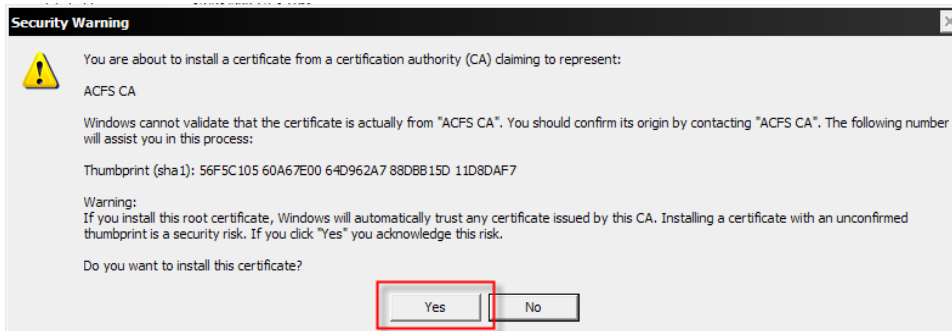 Security Warning
You are about to install a certificate from a certification authority (CA) claiming to represent:
ACFS CA
Windows cannot validate that the certificate is actually from "ACFS CA". You should confirm its origin by contacting "ACFS CA". The following number
will assist you in this process:
Thumbprint (sha1): 56F5C105 60A67E00 64D962A7 88DBB15D 11D8DAF7
Warning:
If you install this root certificate, Windows will automatically trust any certificate issued by this CA. Installing a certificate with an unconfirmed
thumbprint is a security risk. If you click "Yes" you acknowledge this risk.
Do you want to install this certificate?
Yes No